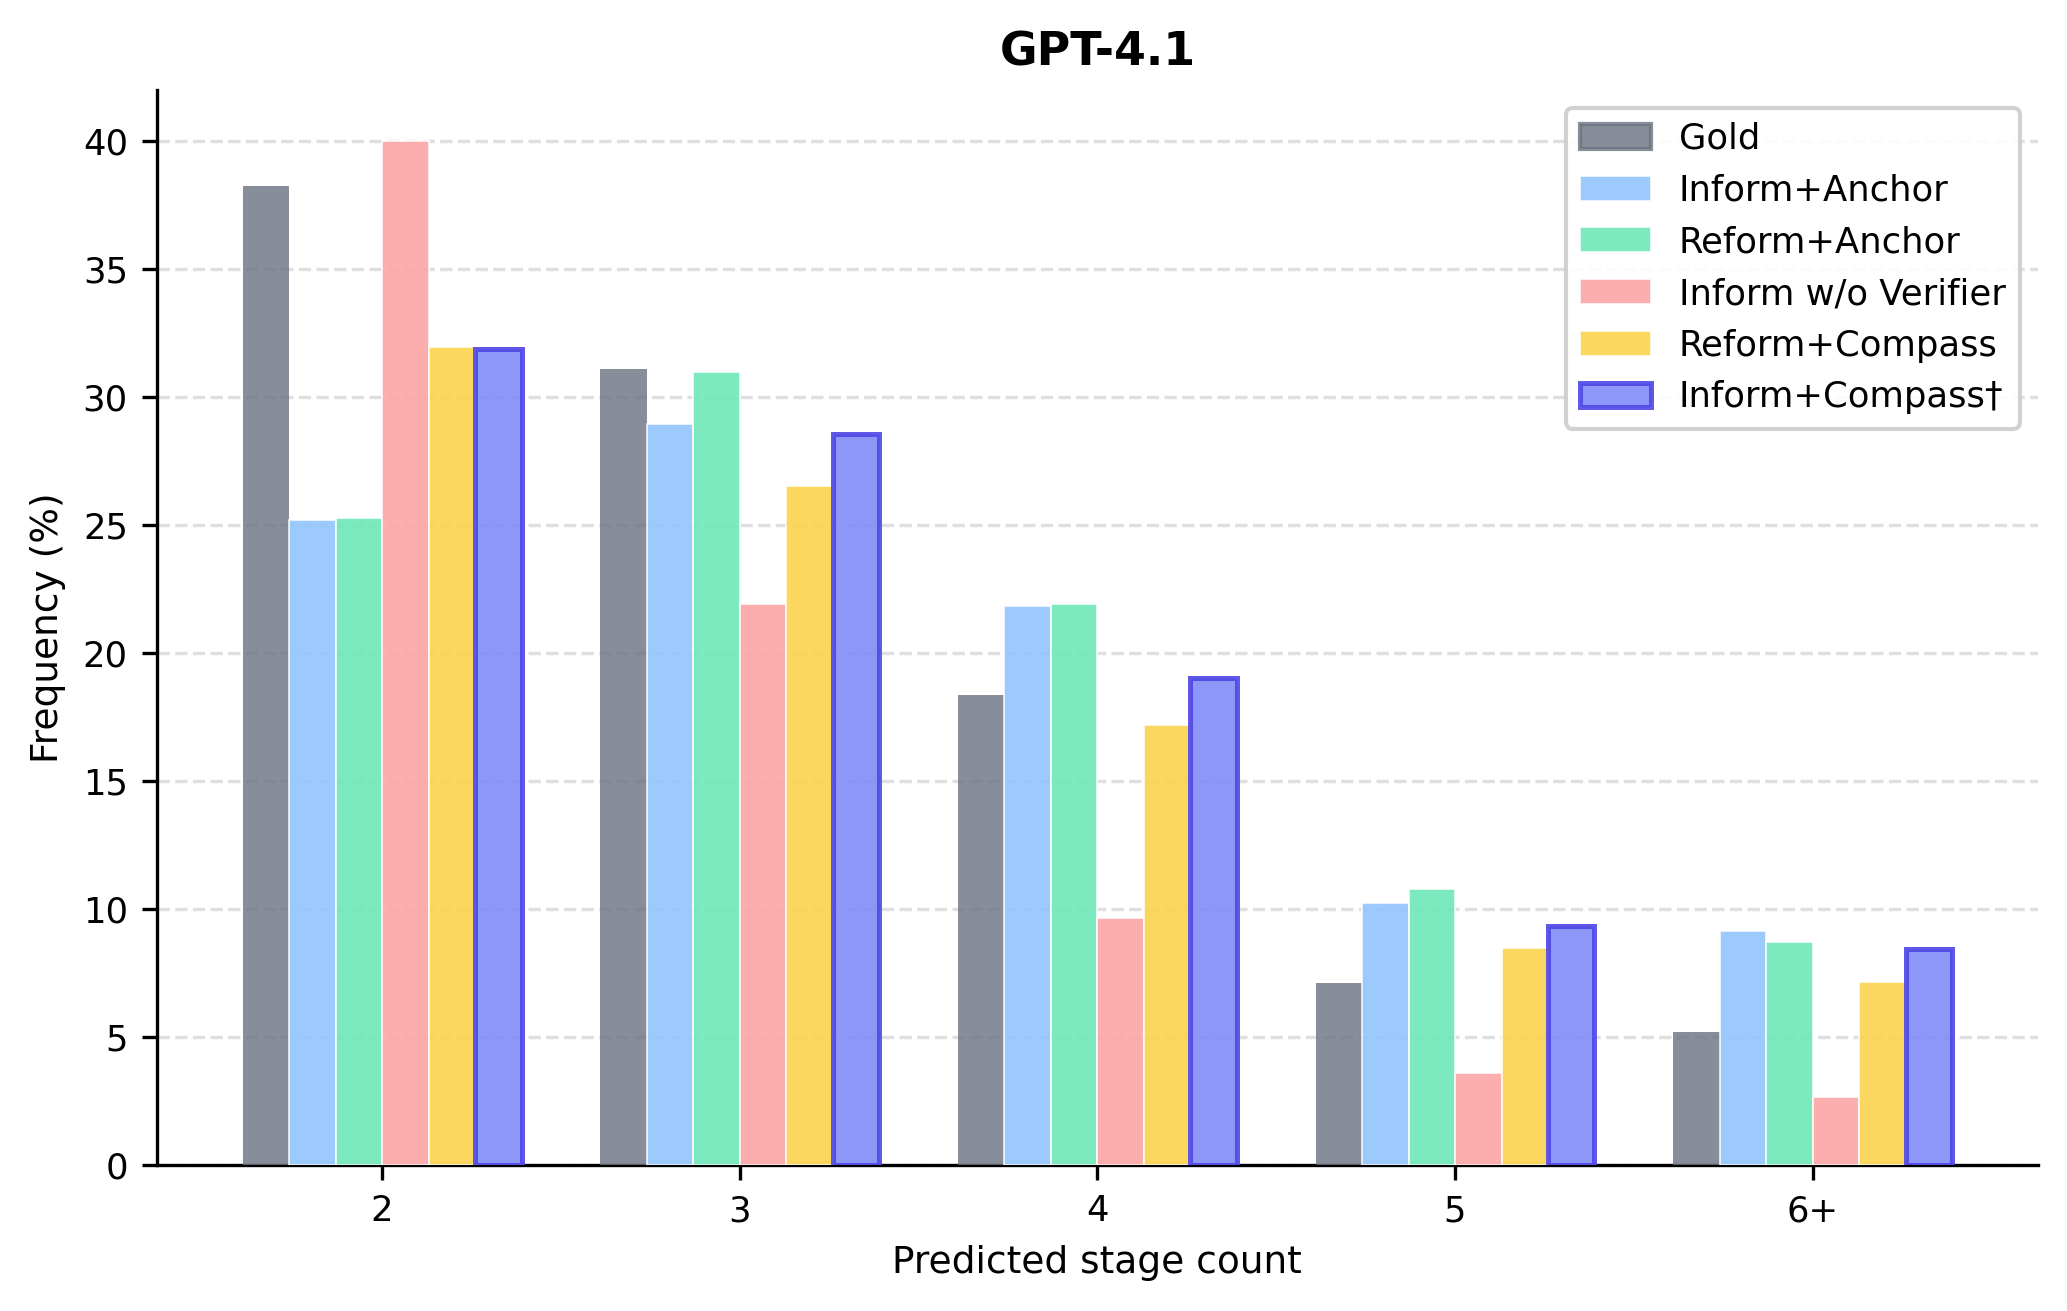 GPT-4.1
Frequency (%)
40
35
30
25
20
15
10
5
0
Gold
Inform+Anchor
Reform+Anchor
Inform w/o Verifier
Reform+Compass
Inform+Compass†
2 3 4 5 6+
Predicted stage count